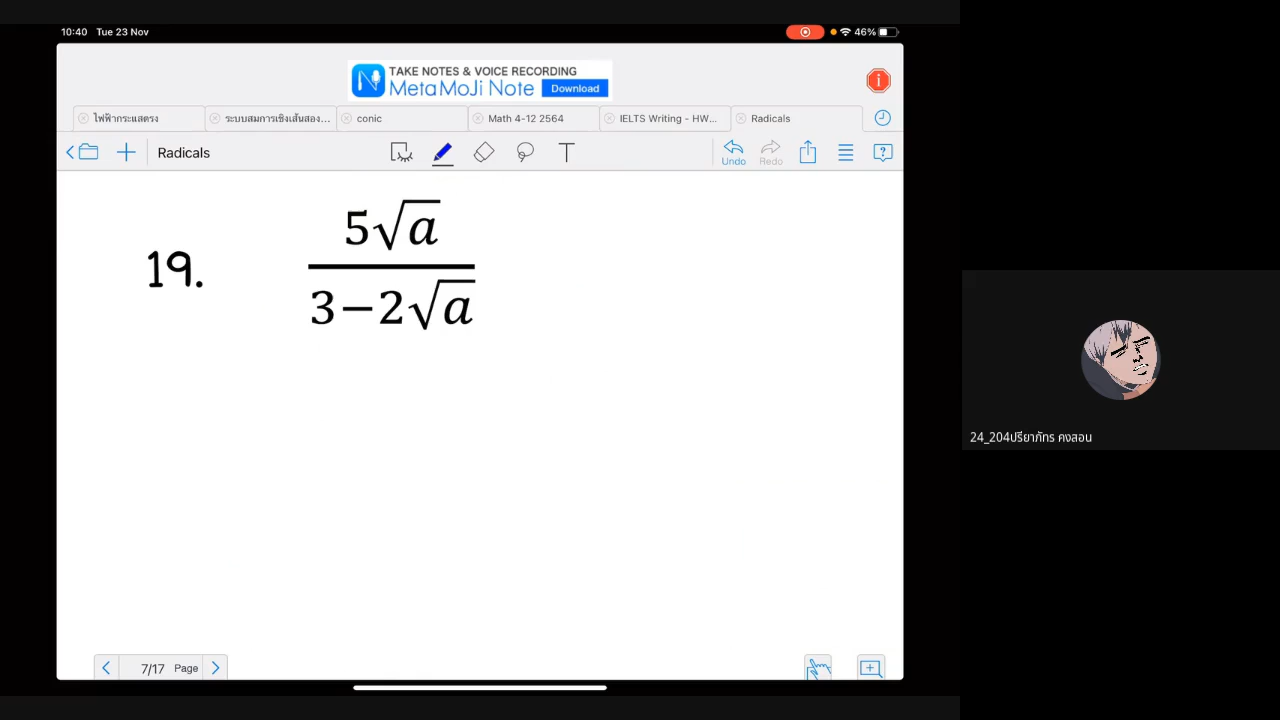 10:40 Tue 23 Nov 46%
TAKE NOTES & VOICE RECORDING
MetaMoJi Note Download
ไฟฟ้ากระแสตรง ระบบสมการเชิงเส้นสอง... conic Math 4-12 2564 IELTS Writing - HW... Radicals
Radicals T Undo Redo
19. 5√a
3−2√a
24_204ปรียาภัทร คงสอน
7/17 Page